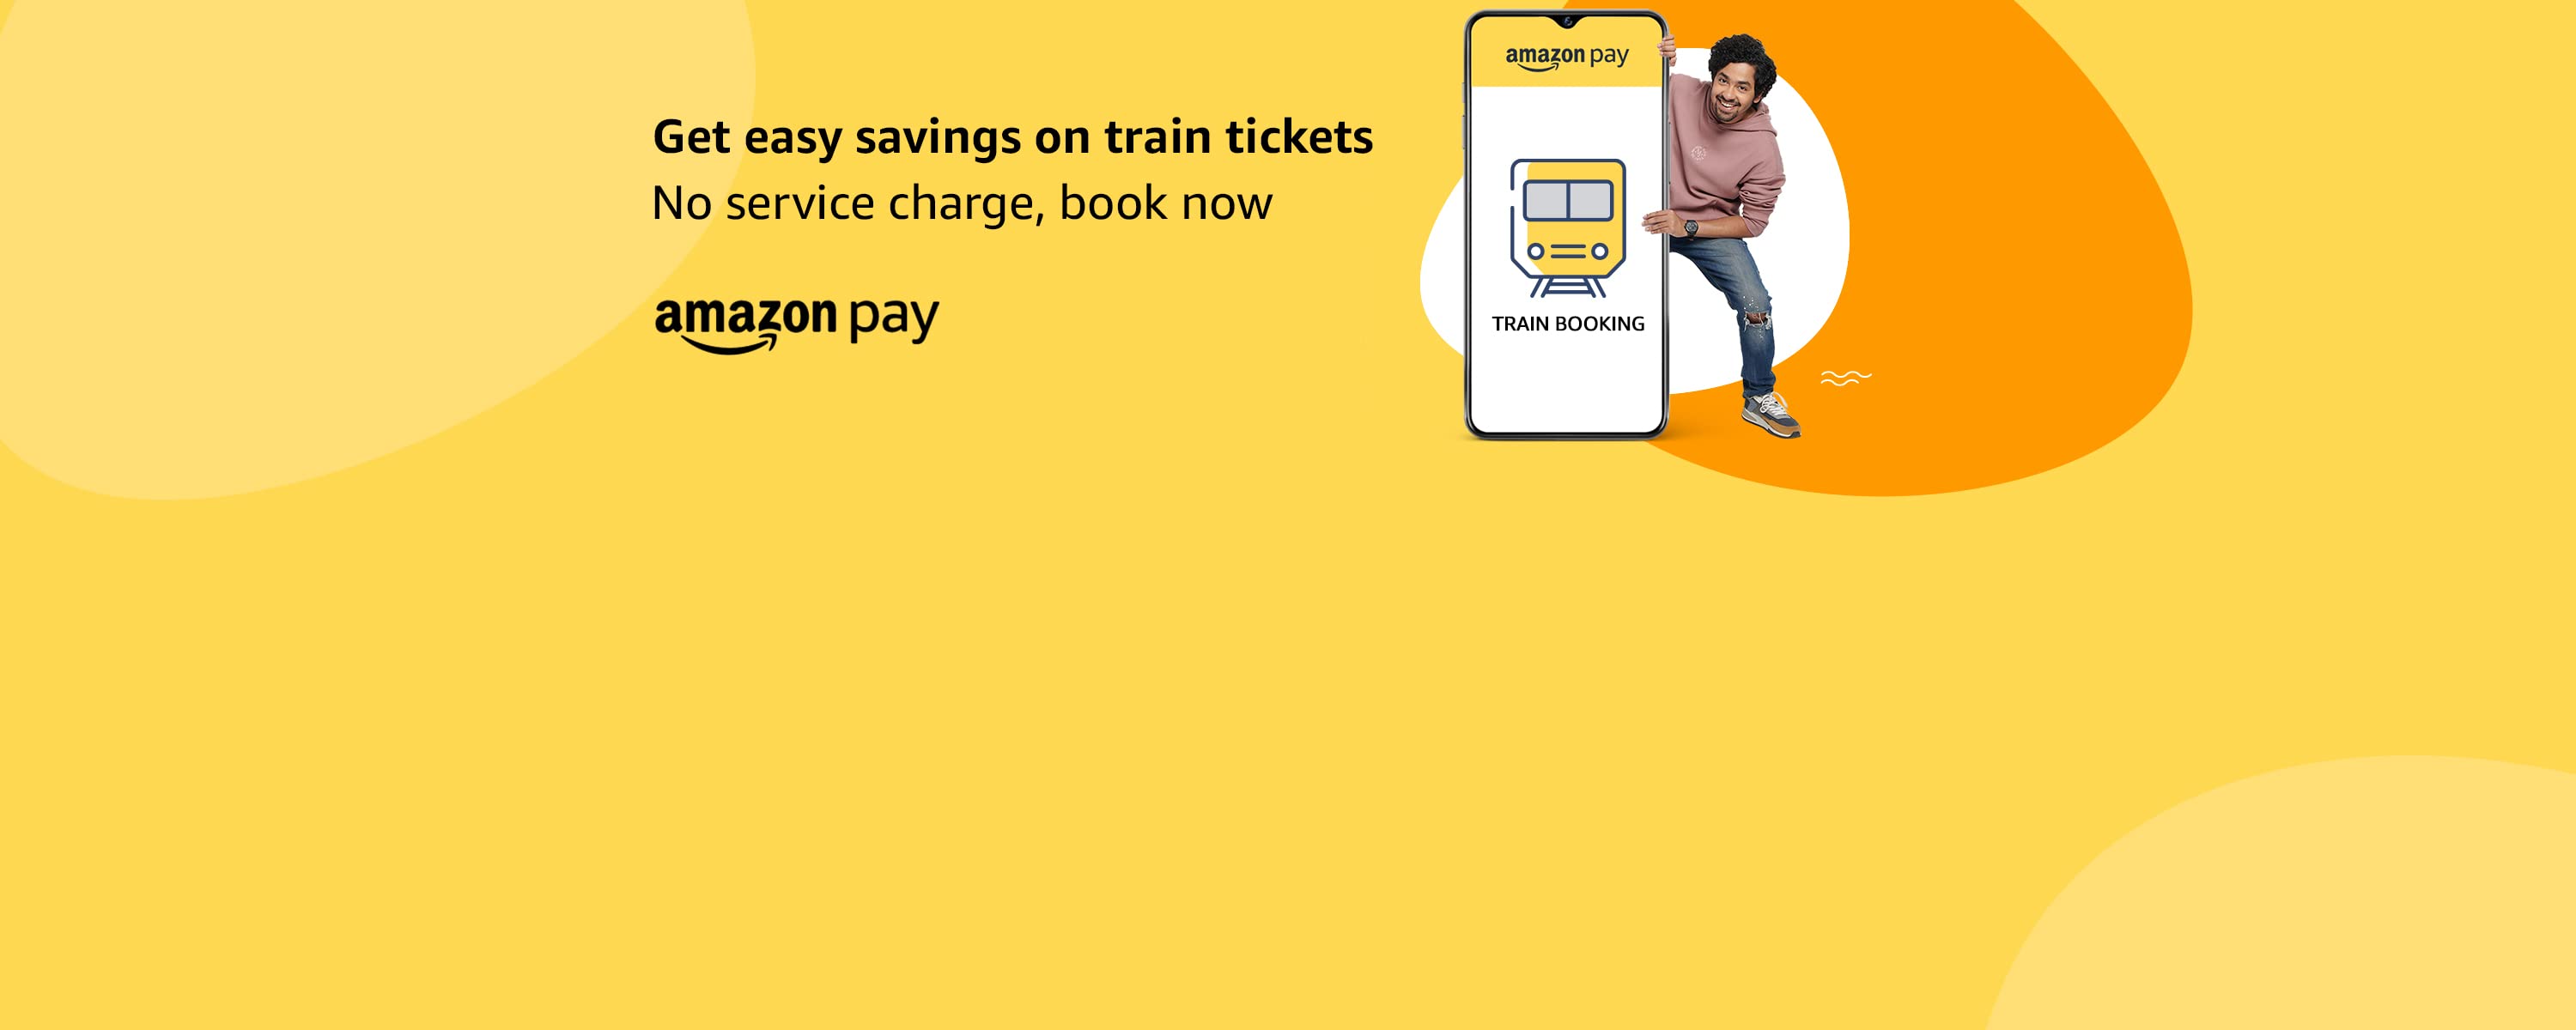 Get easy savings on train tickets
No service charge, book now
amazon pay
amazon pay
TRAIN BOOKING